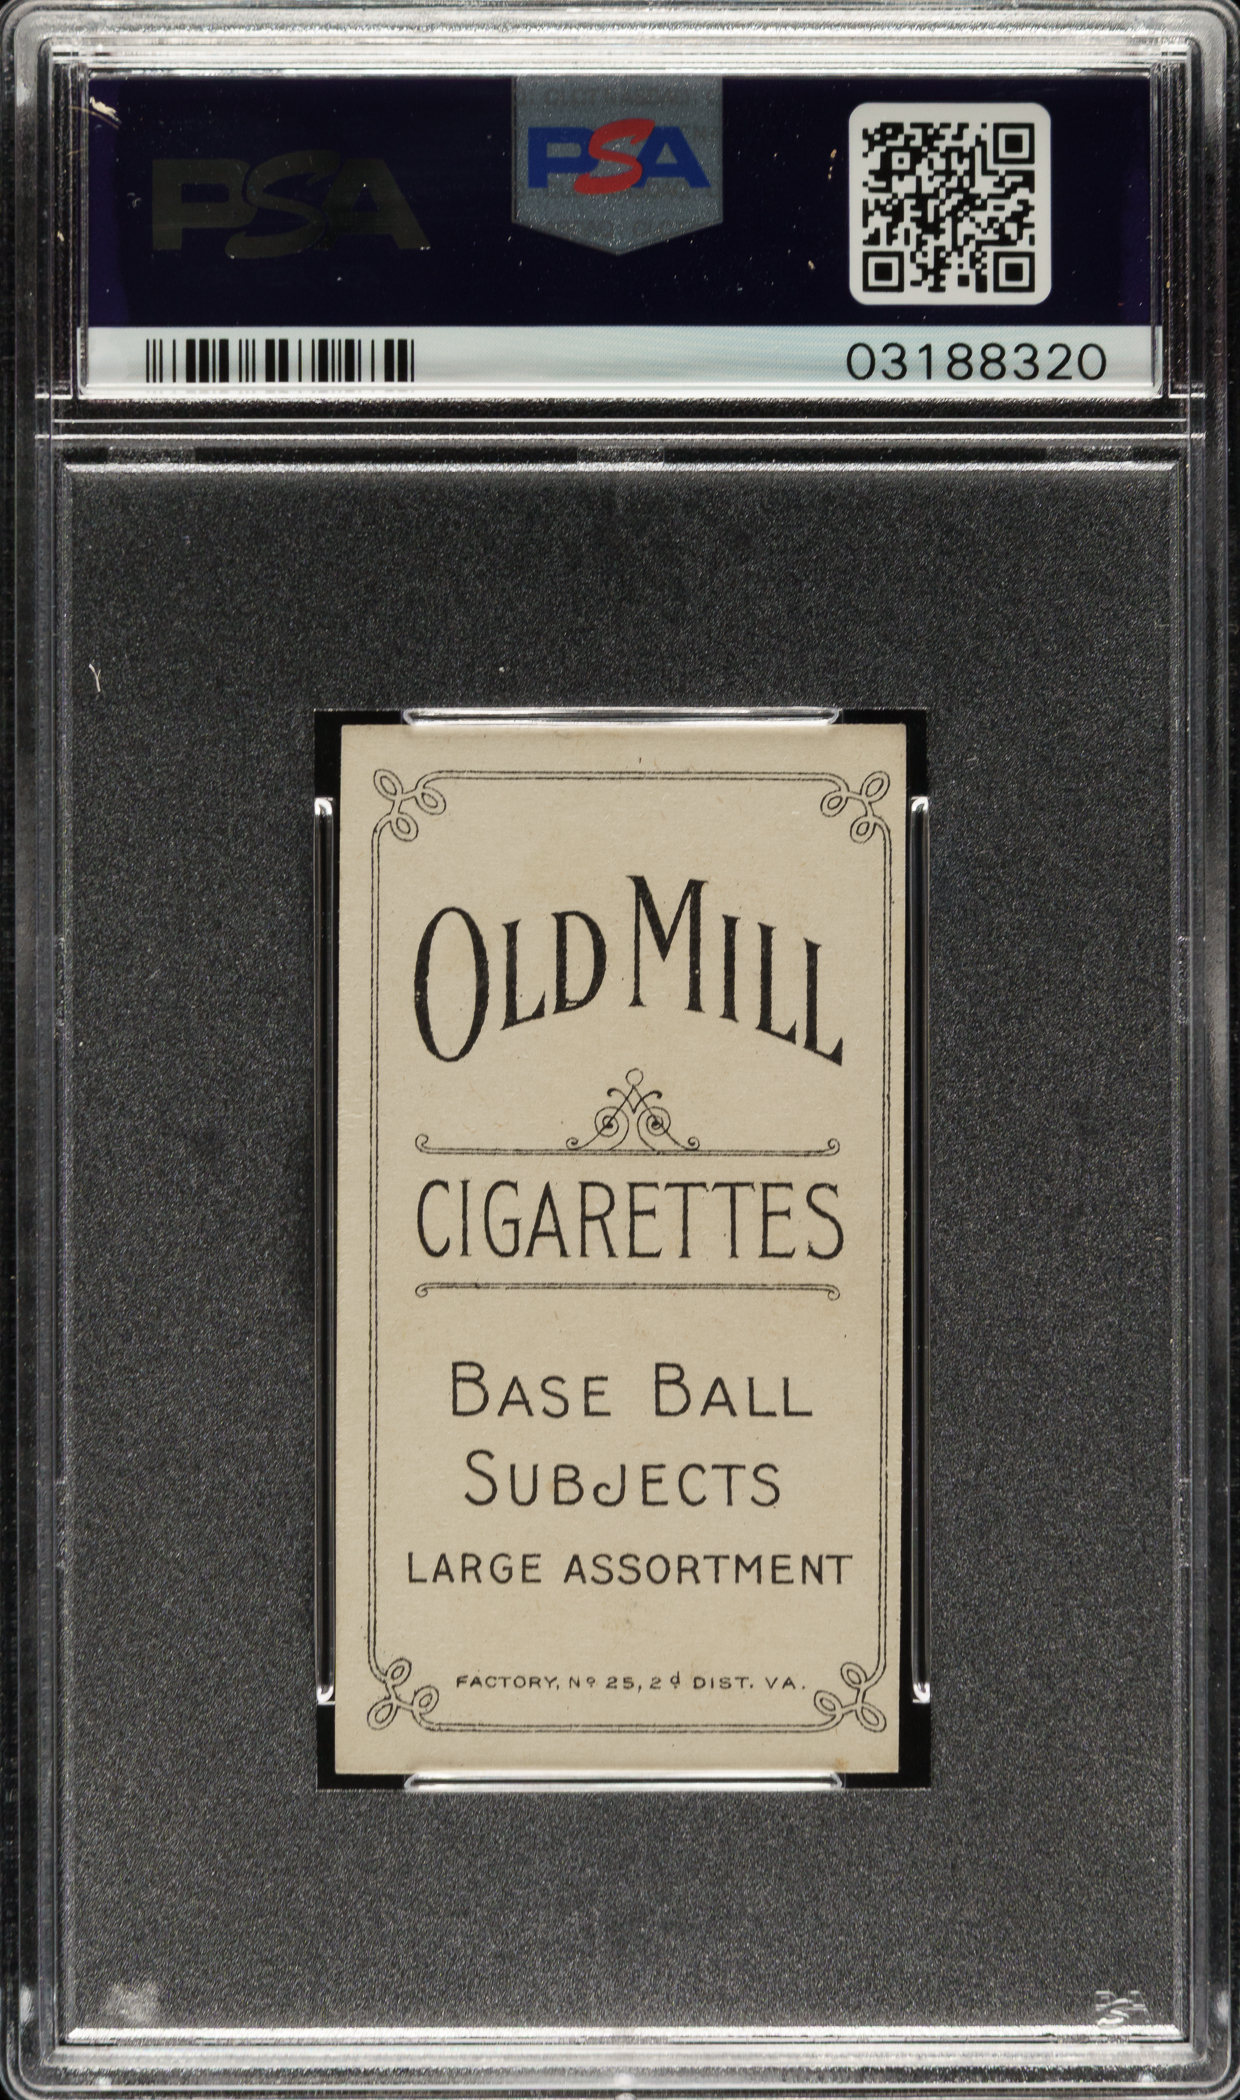 PSA
PSA
03188320
OLD MILL
CIGARETTES
BASE BALL
SUBJECTS
LARGE ASSORTMENT
FACTORY, Nº 25, 2d DIST. VA.